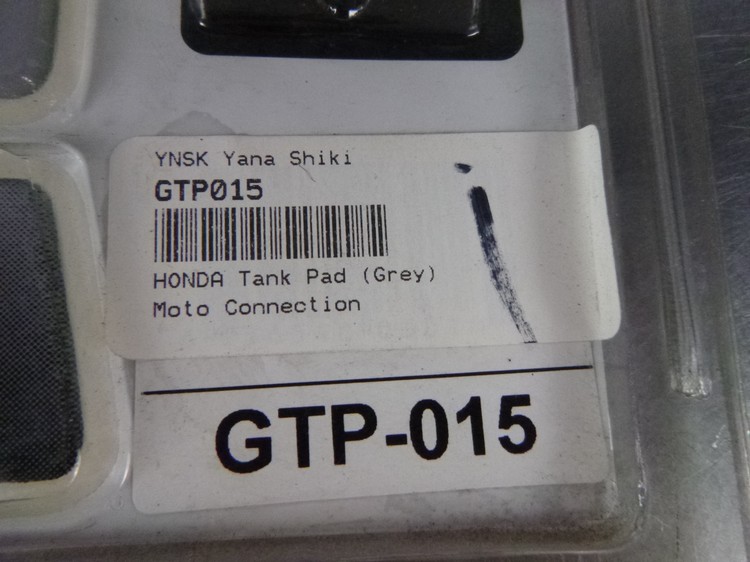 YNSK Yana Shiki
GTP015
HONDA Tank Pad (Grey)
Moto Connection
GTP-015